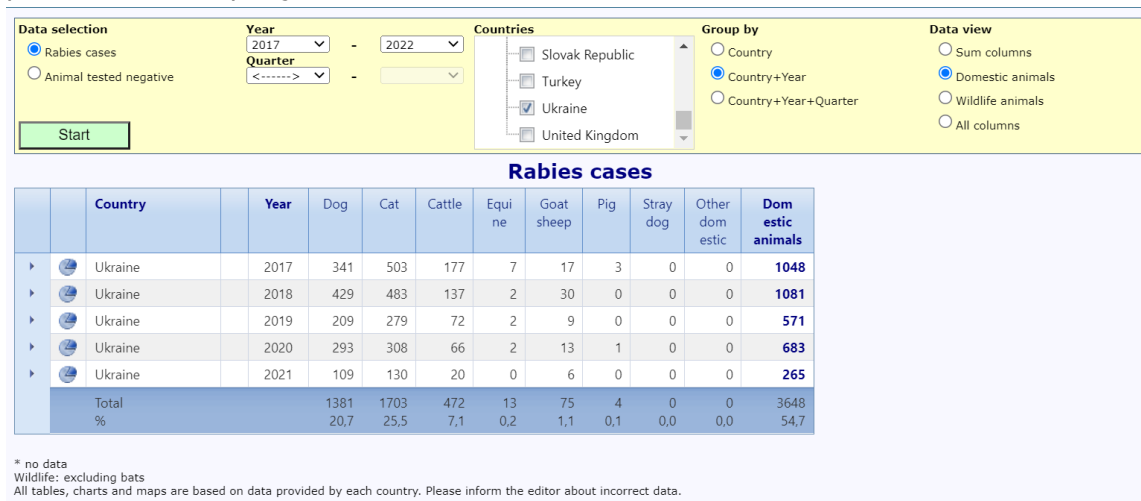 Data selection Year Countries Group by Data view
Rabies cases 2017 - 2022 Slovak Republic Country Sum columns
Quarter
Animal tested negative <------> - Turkey Country+Year Domestic animals
Ukraine Country+Year+Quarter Wildlife animals
Start United Kingdom All columns
Rabies cases
Country Year Dog Cat Cattle Equi Goat Pig Stray Other Dom
ne sheep dog dom estic
estic animals
Ukraine 2017 341 503 177 7 17 3 0 0 1048
Ukraine 2018 429 483 137 2 30 0 0 0 1081
Ukraine 2019 209 279 72 2 9 0 0 0 571
Ukraine 2020 293 308 66 2 13 1 0 0 683
Ukraine 2021 109 130 20 0 6 0 0 0 265
Total 1381 1703 472 13 75 4 0 0 3648
% 20,7 25,5 7,1 0,2 1,1 0,1 0,0 0,0 54,7
* no data
Wildlife: excluding bats
All tables, charts and maps are based on data provided by each country. Please inform the editor about incorrect data.